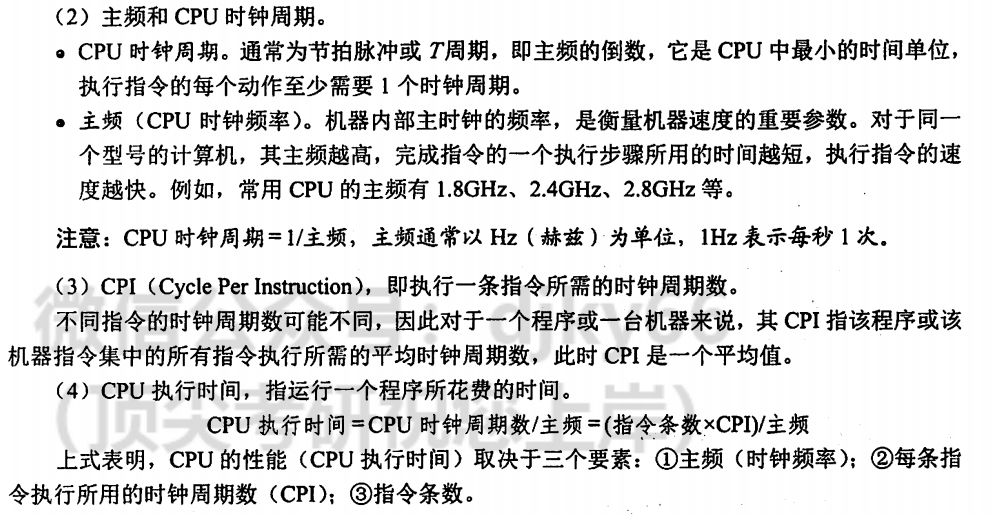 （2）主频和 CPU 时钟周期。
• CPU 时钟周期。通常为节拍脉冲或 T周期，即主频的倒数，它是 CPU 中最小的时间单位，
执行指令的每个动作至少需要 1 个时钟周期。
• 主频（CPU 时钟频率）。机器内部主时钟的频率，是衡量机器速度的重要参数。对于同一
个型号的计算机，其主频越高，完成指令的一个执行步骤所用的时间越短，执行指令的速
度越快。例如，常用 CPU 的主频有 1.8GHz、2.4GHz、2.8GHz 等。
注意：CPU 时钟周期=1/主频，主频通常以 Hz（赫兹）为单位，1Hz 表示每秒 1 次。
（3）CPI（Cycle Per Instruction），即执行一条指令所需的时钟周期数。
不同指令的时钟周期数可能不同，因此对于一个程序或一台机器来说，其 CPI 指该程序或该
机器指令集中的所有指令执行所需的平均时钟周期数，此时 CPI 是一个平均值。
（4）CPU 执行时间，指运行一个程序所花费的时间。
CPU 执行时间=CPU 时钟周期数/主频=(指令条数×CPI)/主频
上式表明，CPU 的性能（CPU 执行时间）取决于三个要素：①主频（时钟频率）；②每条指
令执行所用的时钟周期数（CPI）；③指令条数。